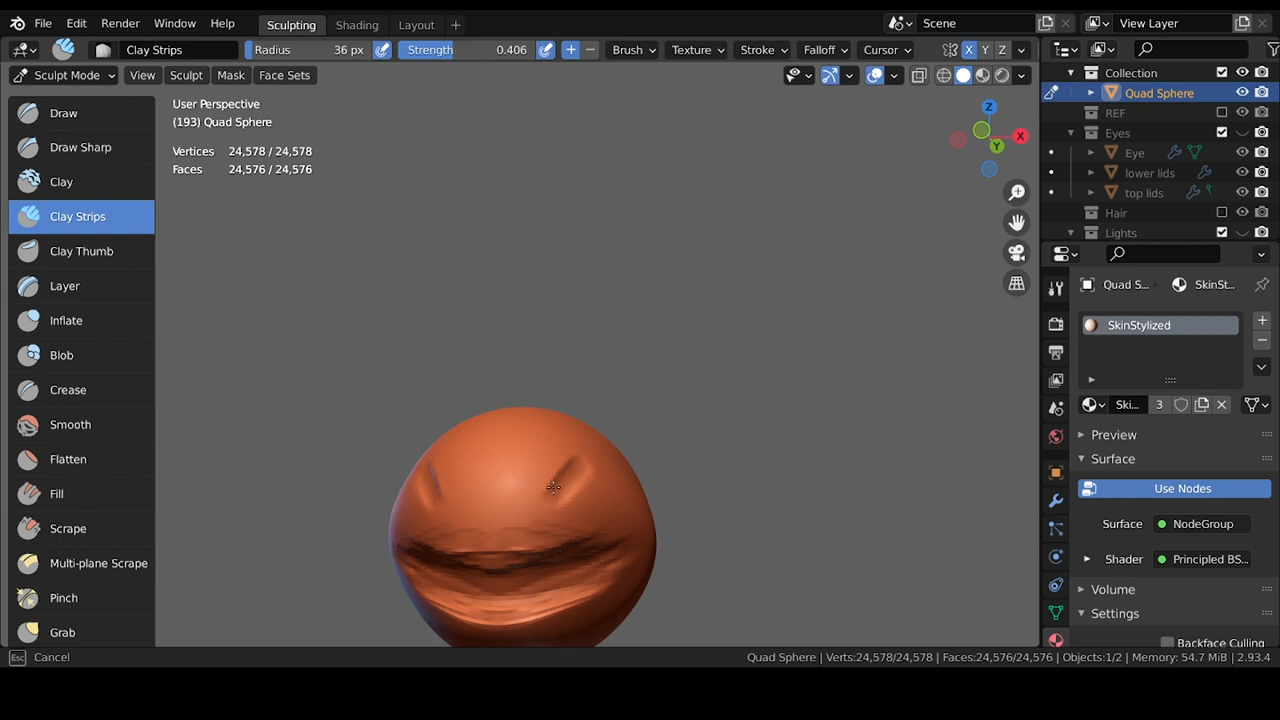 File Edit Render Window Help Sculpting Shading Layout + Scene View Layer
Clay Strips Radius 36 px Strength 0.406 Brush Texture Stroke Falloff Cursor X Y Z
Sculpt Mode View Sculpt Mask Face Sets
Collection
Quad Sphere
REF
Eyes
Eye
lower lids
top lids
Hair
Lights
User Perspective
(193) Quad Sphere
Vertices 24,578 / 24,578
Faces 24,576 / 24,576
Z
X
Y
Draw
Draw Sharp
Clay
Clay Strips
Clay Thumb
Layer
Inflate
Blob
Crease
Smooth
Flatten
Fill
Scrape
Multi-plane Scrape
Pinch
Grab
Quad S... SkinSt...
SkinStylized
Ski... 3
Preview
Surface
Use Nodes
Surface NodeGroup
Shader Principled BS...
Volume
Settings
Backface Culling
Esc Cancel
Quad Sphere | Verts:24,578/24,578 | Faces:24,576/24,576 | Objects:1/2 | Memory: 54.7 MiB | 2.93.4